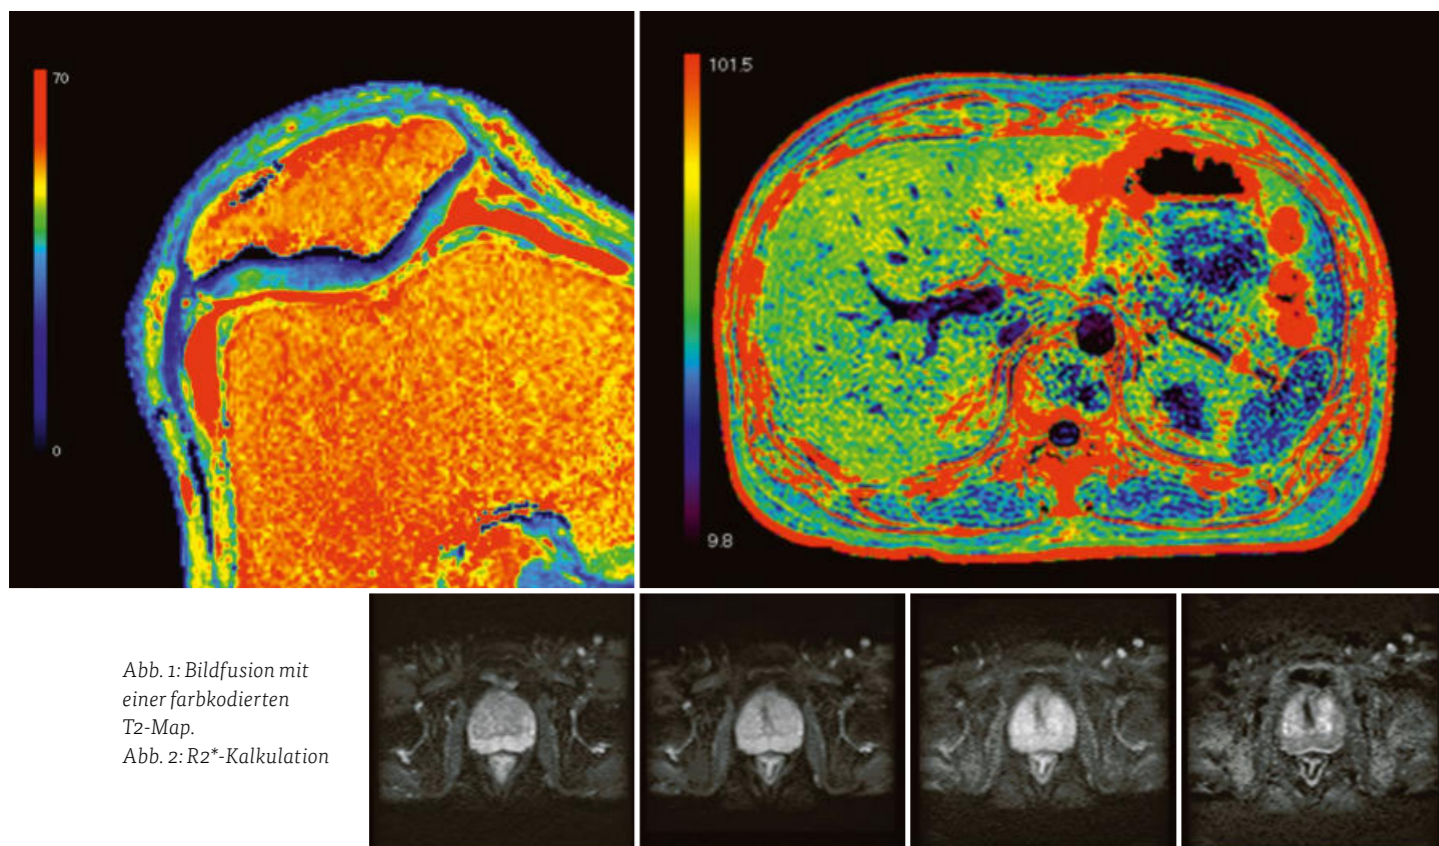 70
0
101.5
9.8
Abb. 1: Bildfusion mit
einer farbkodierten
T2-Map.
Abb. 2: R2*-Kalkulation